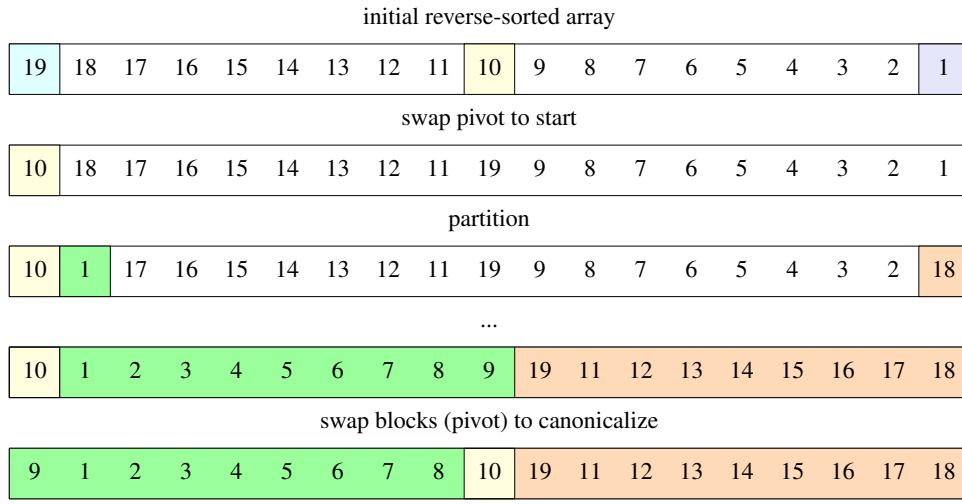 initial reverse-sorted array
19 18 17 16 15 14 13 12 11 10 9 8 7 6 5 4 3 2 1
swap pivot to start
10 18 17 16 15 14 13 12 11 19 9 8 7 6 5 4 3 2 1
partition
10 1 17 16 15 14 13 12 11 19 9 8 7 6 5 4 3 2 18
...
10 1 2 3 4 5 6 7 8 9 19 11 12 13 14 15 16 17 18
swap blocks (pivot) to canonicalize
9 1 2 3 4 5 6 7 8 10 19 11 12 13 14 15 16 17 18